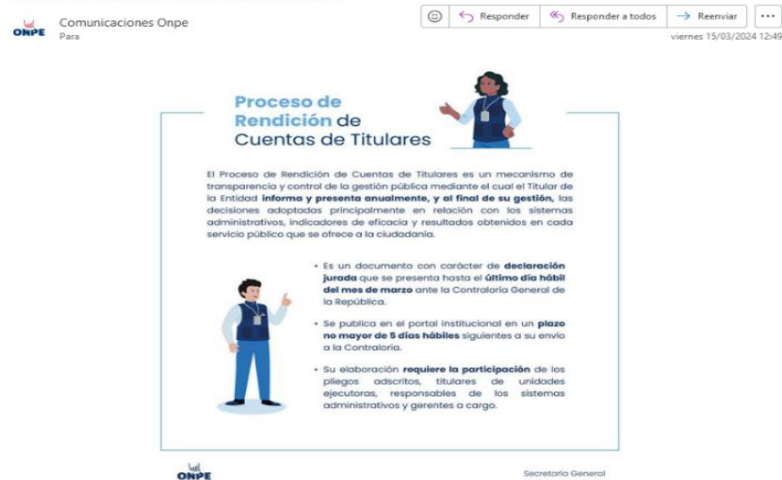 Comunicaciones Onpe
Responder
Responder a todos
Reenviar
ONPE
Para
viernes 15/03/2024 12:49
Proceso de
Rendición de
Cuentas de Titulares
El Proceso de Rendición de Cuentas de Titulares es un mecanismo de
transparencia y control de la gestión pública mediante el cual el Titular de
la Entidad informa y presenta anualmente, y al final de su gestión, las
decisiones adoptadas principalmente en relación con los sistemas
administrativos, indicadores de eficacia y resultados obtenidos en cada
servicio público que se ofrece a la ciudadanía.
• Es un documento con carácter de declaración
jurada que se presenta hasta el último día hábil
del mes de marzo ante la Contraloría General de
la República.
• Se publica en el portal institucional en un plazo
no mayor de 5 días hábiles siguientes a su envío
a la Contraloría.
• Su elaboración requiere la participación de los
pliegos adscritos, titulares de unidades
ejecutoras, responsables de los sistemas
administrativos y gerentes a cargo.
ONPE
Secretaría General